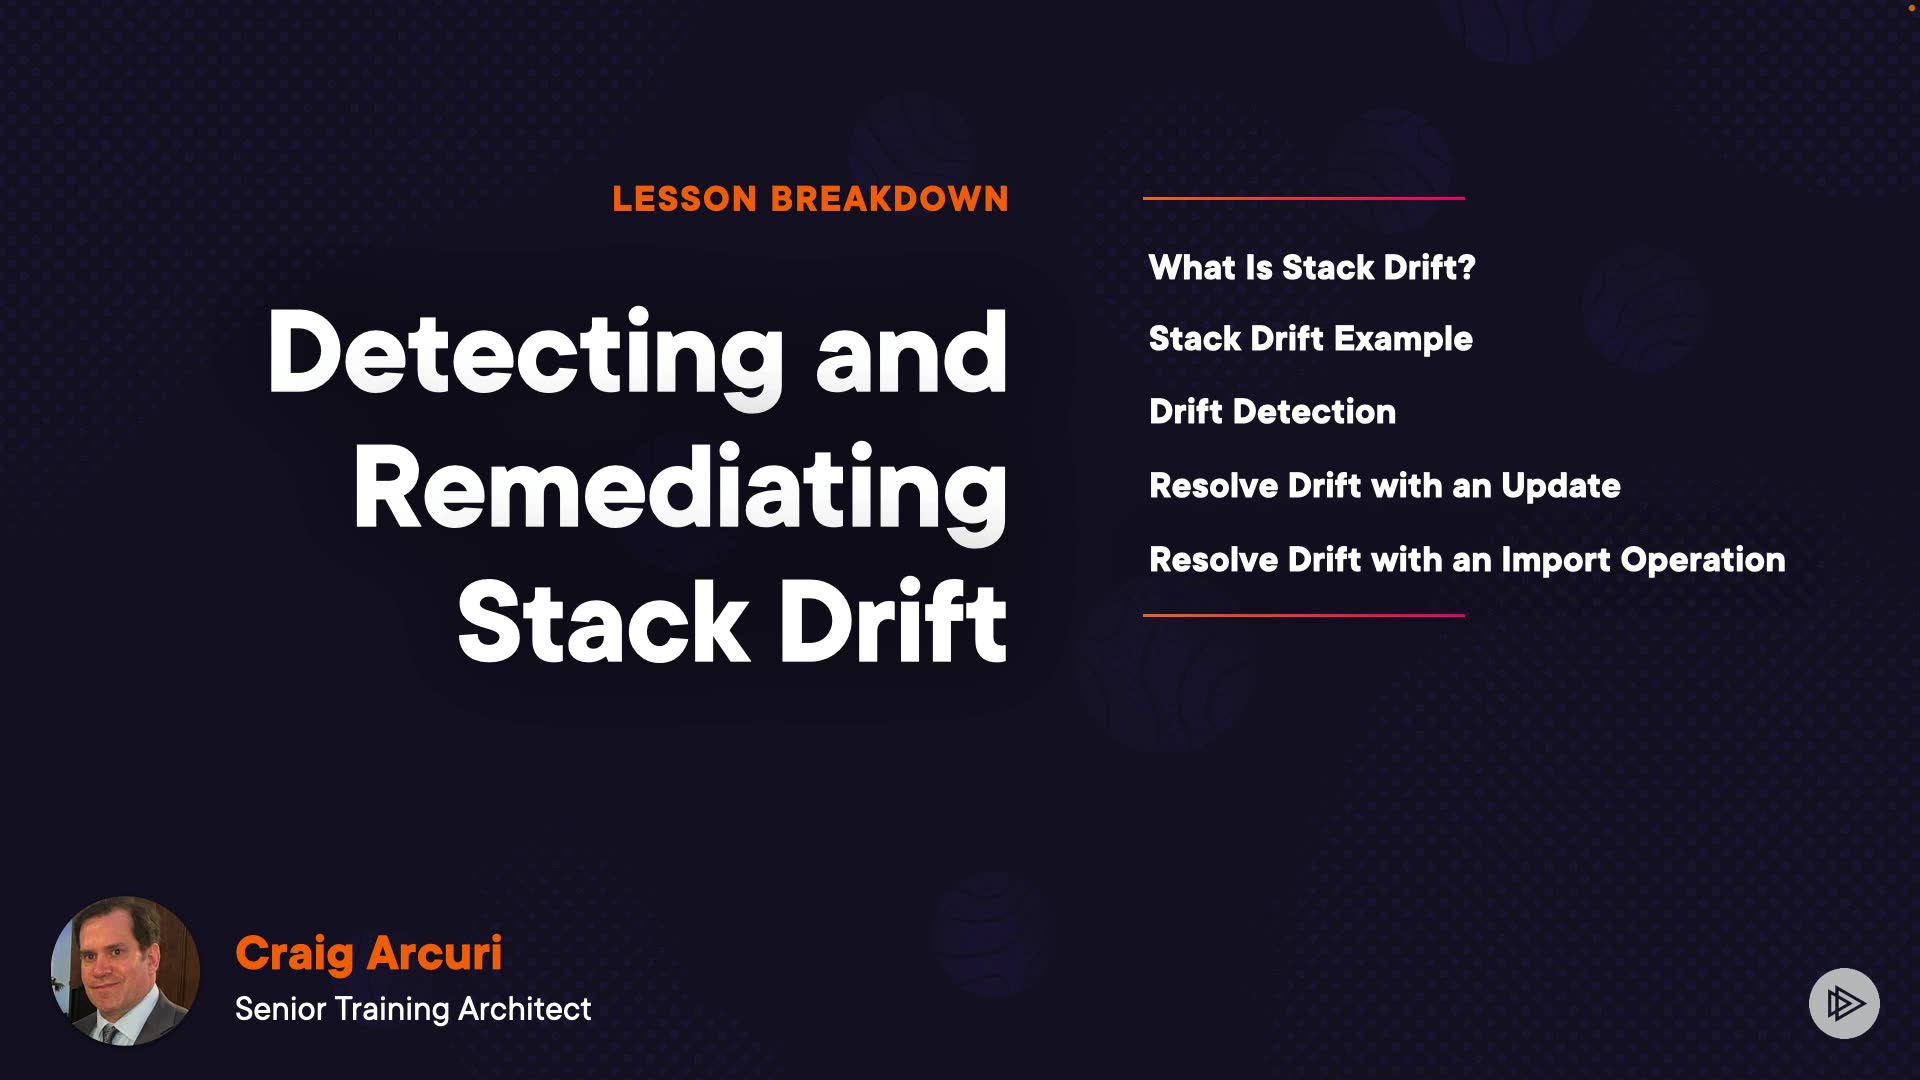 LESSON BREAKDOWN
Detecting and
Remediating
Stack Drift
What Is Stack Drift?
Stack Drift Example
Drift Detection
Resolve Drift with an Update
Resolve Drift with an Import Operation
Craig Arcuri
Senior Training Architect